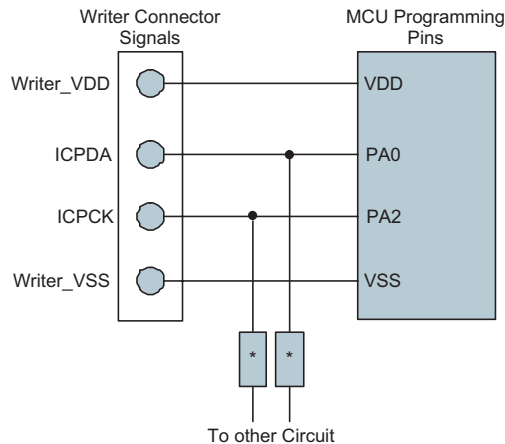 Writer Connector
Signals
MCU Programming
Pins
Writer_VDD
VDD
ICPDA
PA0
ICPCK
PA2
Writer_VSS
VSS
*
*
To other Circuit